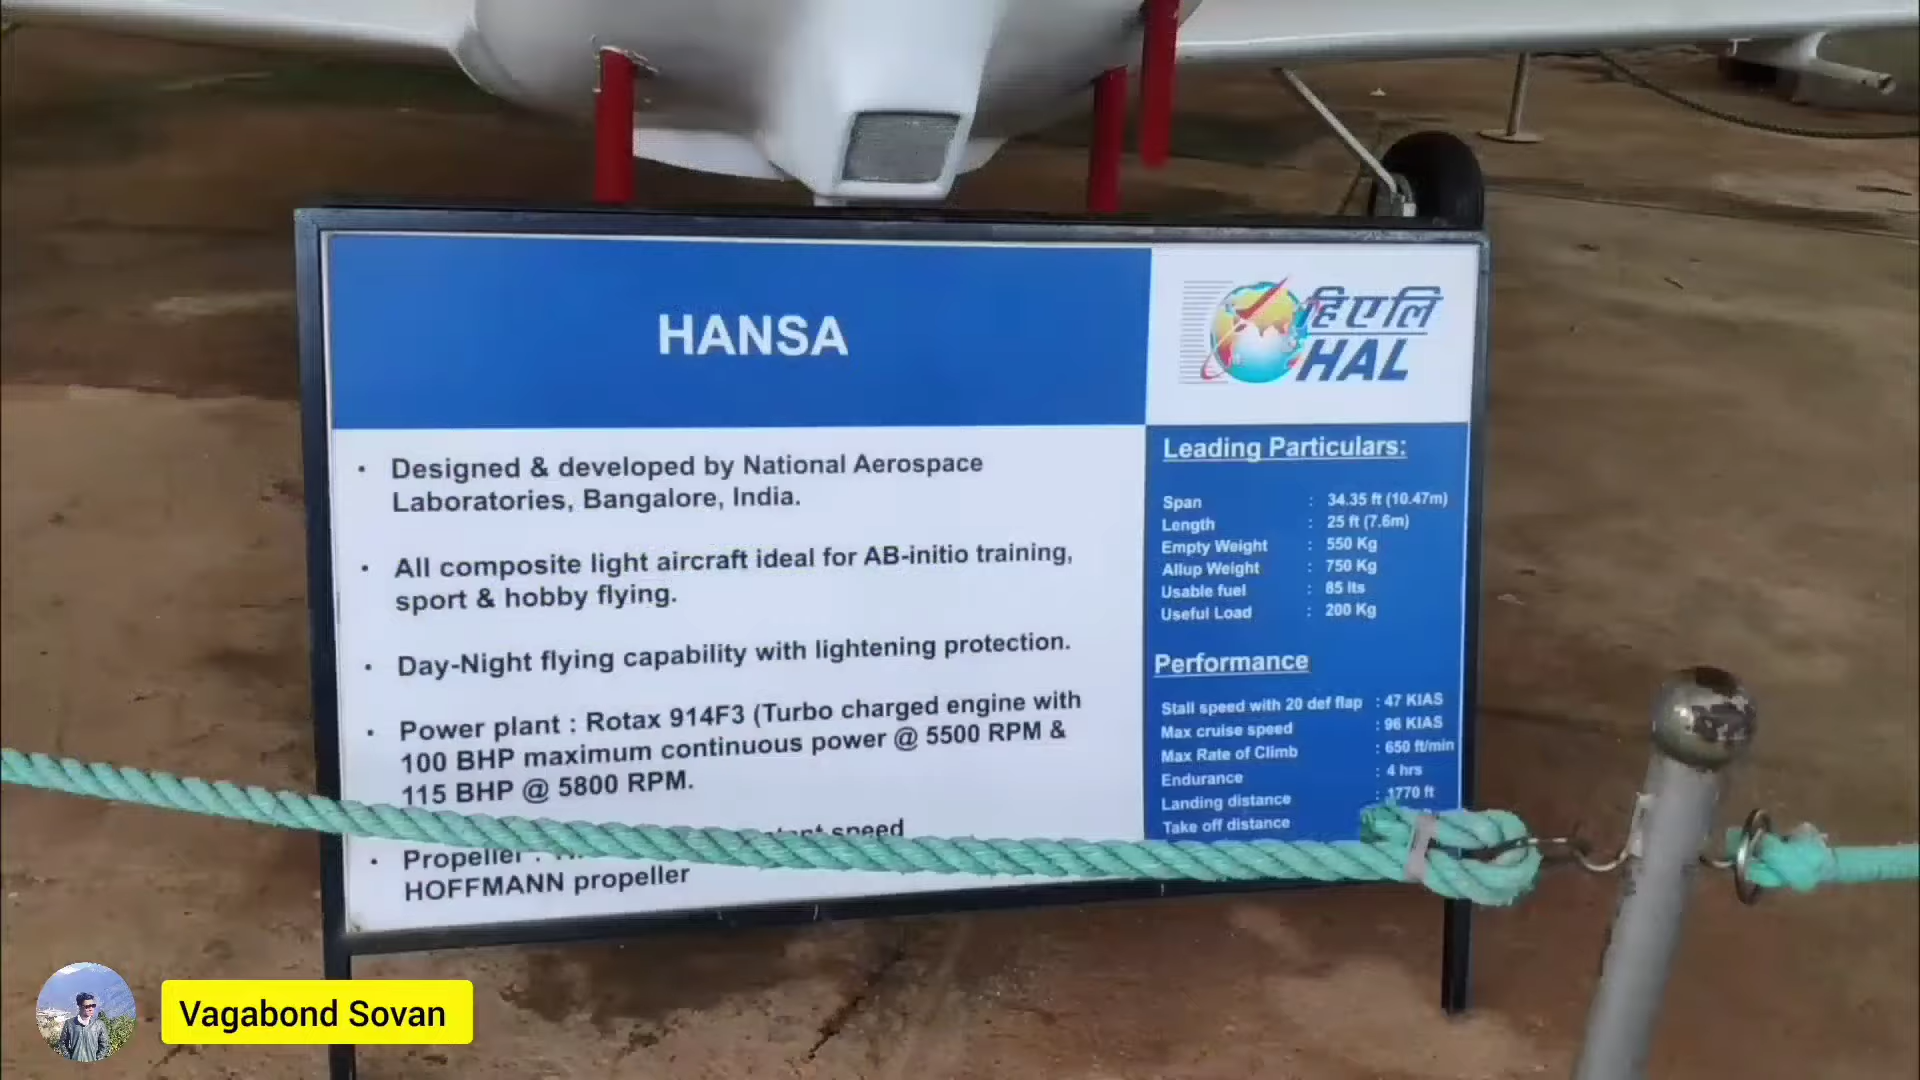 HANSA
हिएलि
HAL
• Designed & developed by National Aerospace
Laboratories, Bangalore, India.
• All composite light aircraft ideal for AB-initio training,
sport & hobby flying.
• Day-Night flying capability with lightening protection.
• Power plant : Rotax 914F3 (Turbo charged engine with
100 BHP maximum continuous power @ 5500 RPM &
115 BHP @ 5800 RPM.
• Propeller : speed
HOFFMANN propeller
Leading Particulars:
Span : 34.35 ft (10.47m)
Length : 25 ft (7.6m)
Empty Weight : 550 Kg
Allup Weight : 750 Kg
Usable fuel : 85 lts
Useful Load : 200 Kg
Performance
Stall speed with 20 def flap : 47 KIAS
Max cruise speed : 96 KIAS
Max Rate of Climb : 650 ft/min
Endurance : 4 hrs
Landing distance : 1770 ft
Take off distance
Vagabond Sovan